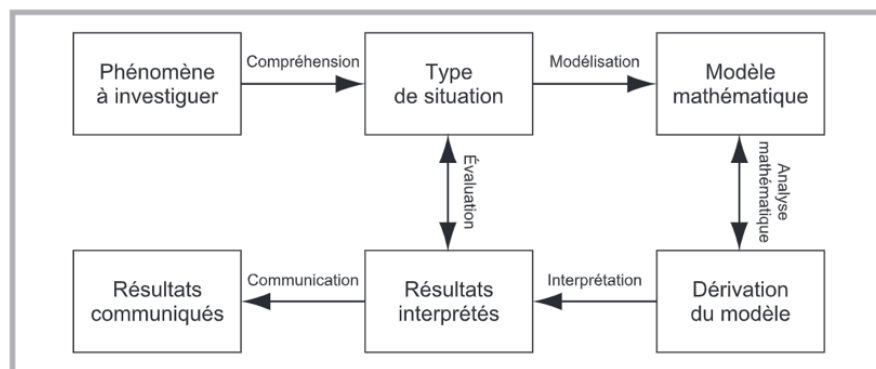 Phénomène
à investiguer
Compréhension
Type
de situation
Modélisation
Modèle
mathématique
Évaluation
Analyse
mathématique
Résultats
communiqués
Communication
Résultats
interprétés
Interprétation
Dérivation
du modèle